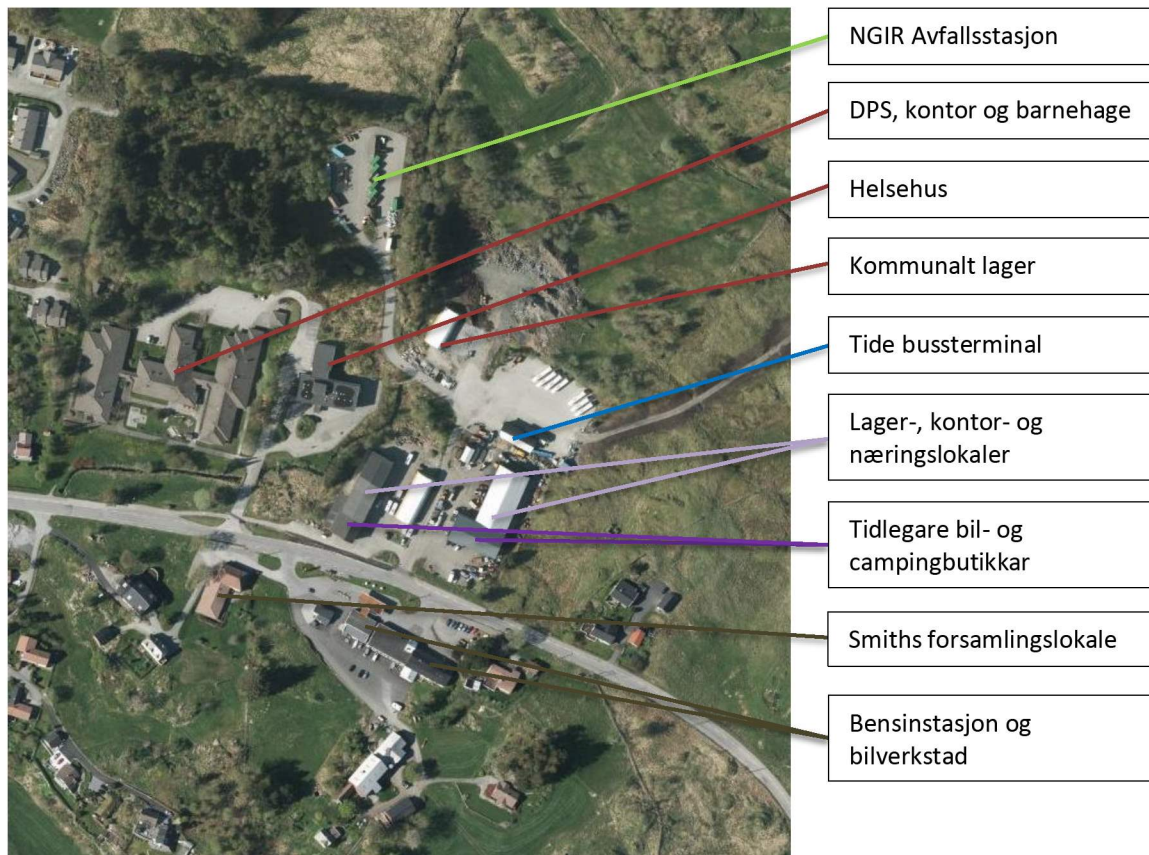 NGIR Avfallsstasjon
DPS, kontor og barnehage
Helsehus
Kommunalt lager
Tide bussterminal
Lager-, kontor- og
næringslokaler
Tidlegare bil- og
campingbutikkar
Smiths forsamlingslokale
Bensinstasjon og
bilverkstad